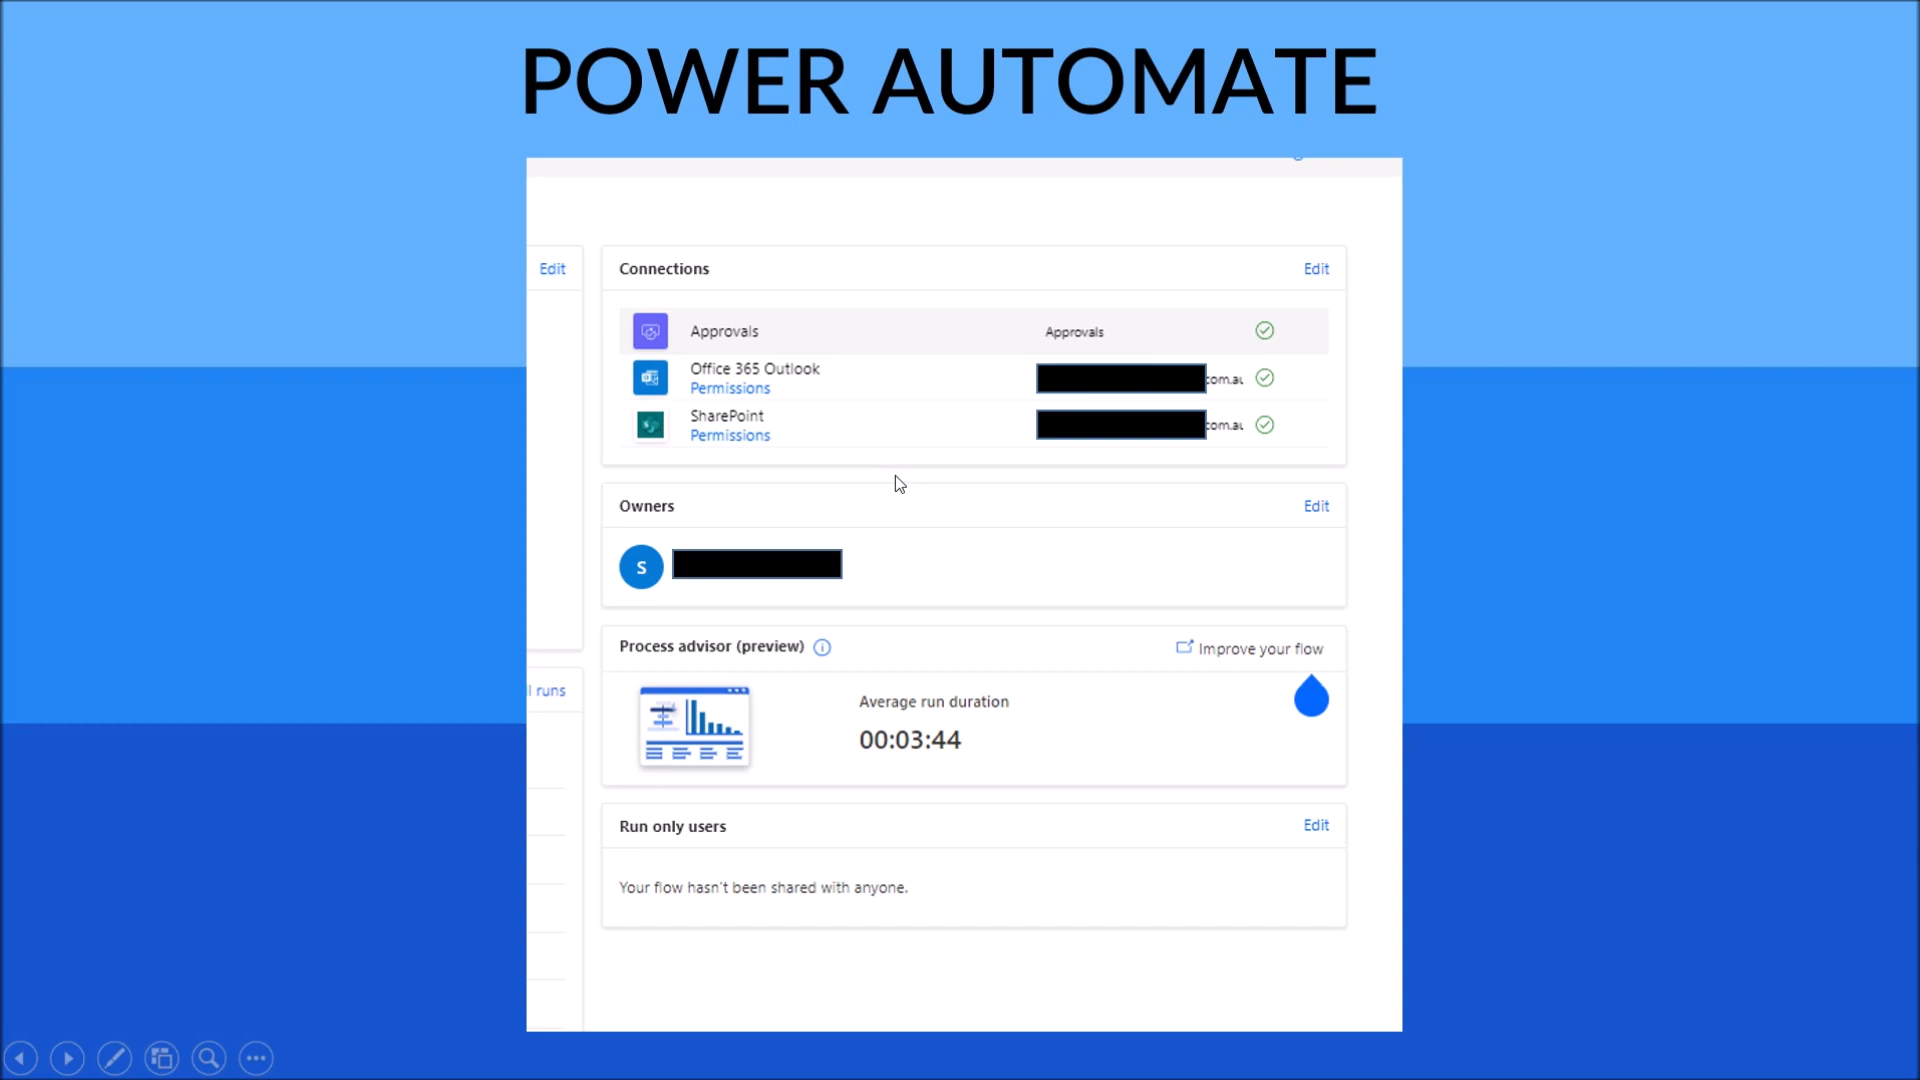 POWER AUTOMATE
Edit
Connections
Edit
Approvals
Approvals
Office 365 Outlook
Permissions
com.au
SharePoint
Permissions
com.au
Owners
Edit
S
Process advisor (preview)
Improve your flow
l runs
Average run duration
00:03:44
Run only users
Edit
Your flow hasn't been shared with anyone.